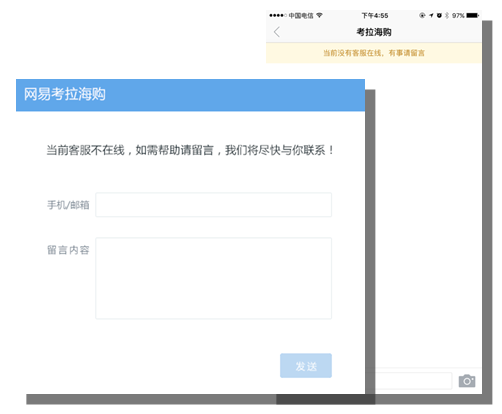 中国电信
下午4:55
97%
考拉海购
当前没有客服在线，有事请留言
网易考拉海购
当前客服不在线，如需帮助请留言，我们将尽快与你联系！
手机/邮箱
留言内容
发送